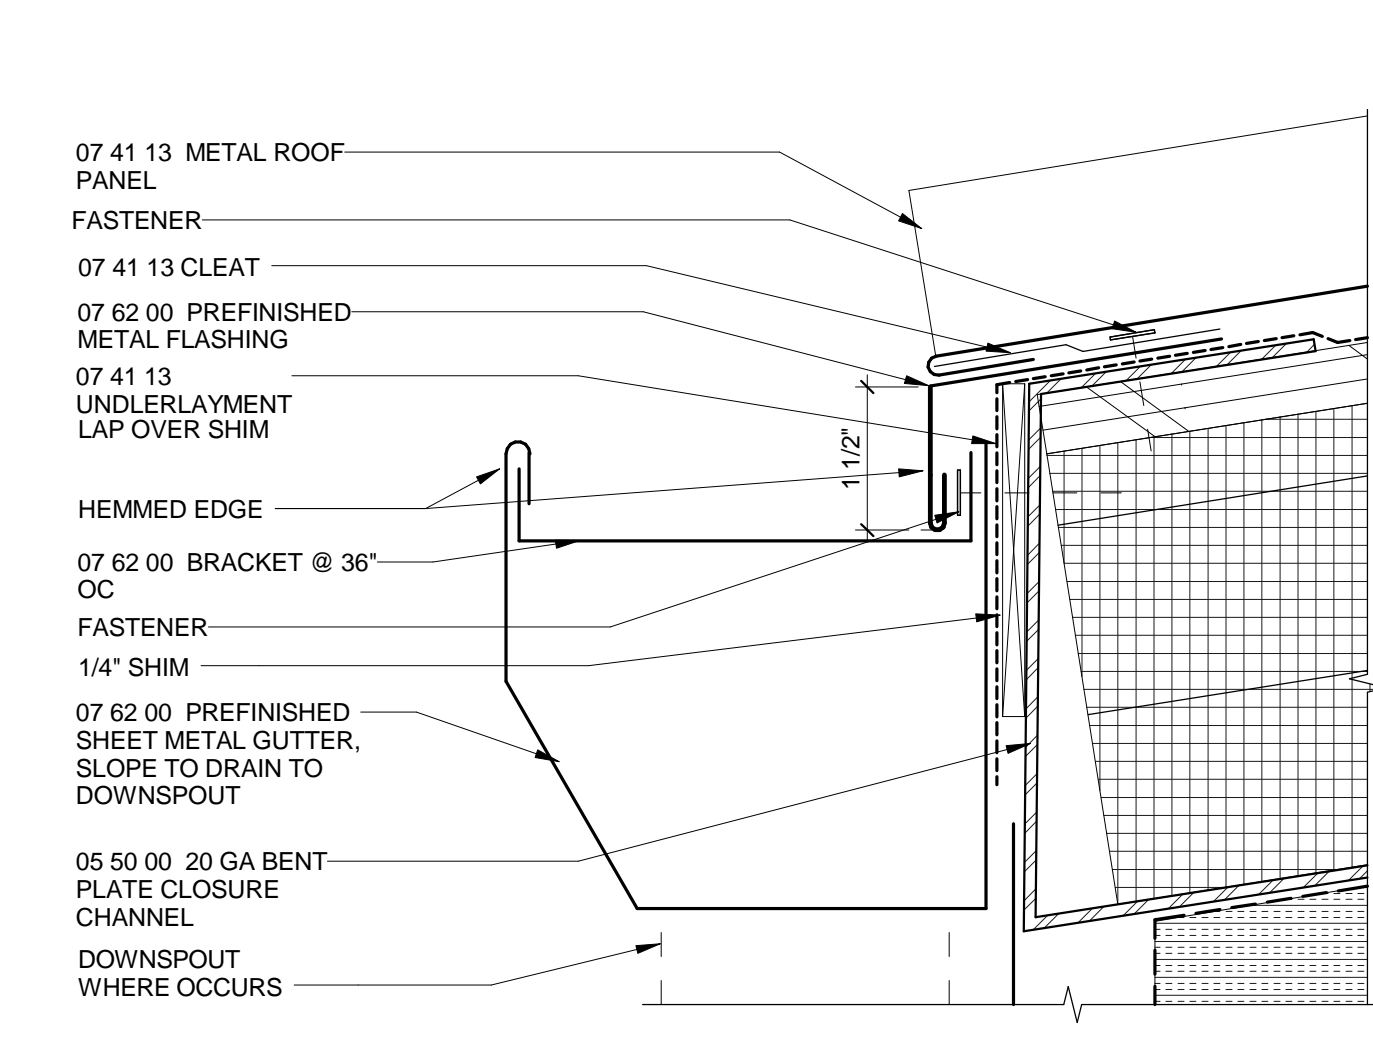 07 41 13  METAL ROOF
PANEL
FASTENER
07 41 13 CLEAT
07 62 00  PREFINISHED
METAL FLASHING
07 41 13
UNDLERLAYMENT
LAP OVER SHIM
1 1/2"
HEMMED EDGE
07 62 00  BRACKET @ 36"
OC
FASTENER
1/4" SHIM
07 62 00  PREFINISHED
SHEET METAL GUTTER,
SLOPE TO DRAIN TO
DOWNSPOUT
05 50 00  20 GA BENT
PLATE CLOSURE
CHANNEL
DOWNSPOUT
WHERE OCCURS